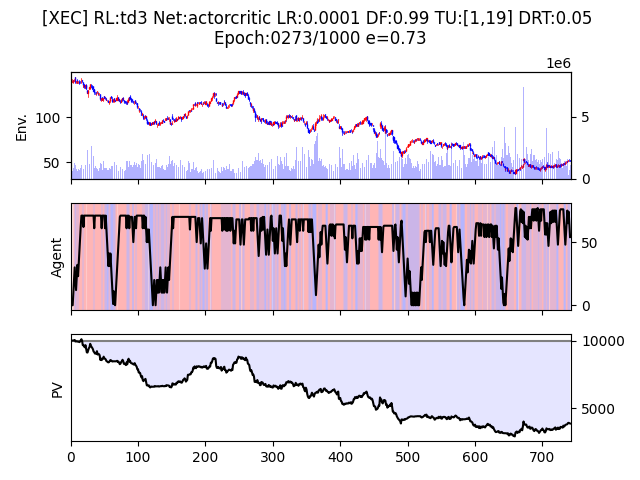 [XEC] RL:td3 Net:actorcritic LR:0.0001 DF:0.99 TU:[1,19] DRT:0.05
Epoch:0273/1000 e=0.73
1e6
Env.
100
50
5
0
Agent
50
0
PV
10000
5000
0 100 200 300 400 500 600 700